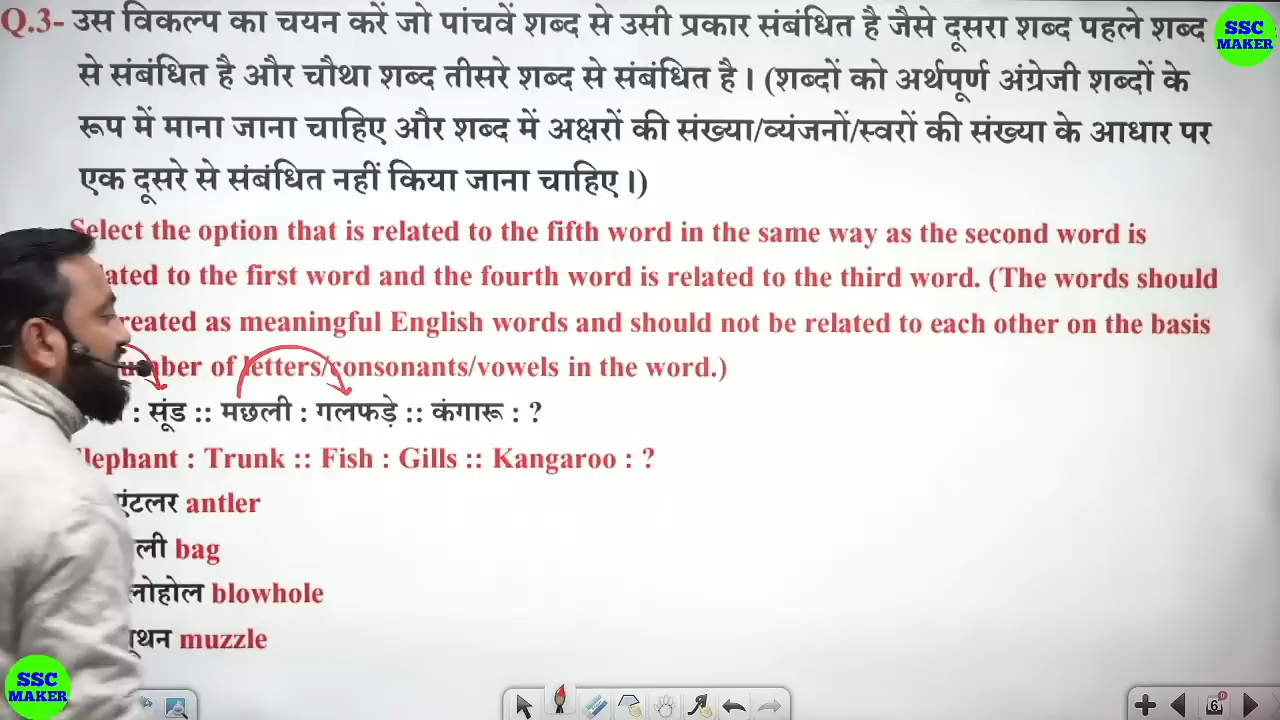 Q.3- उस विकल्प का चयन करें जो पांचवें शब्द से उसी प्रकार संबंधित है जैसे दूसरा शब्द पहले शब्द
SSC
MAKER
से संबंधित है और चौथा शब्द तीसरे शब्द से संबंधित है। (शब्दों को अर्थपूर्ण अंग्रेजी शब्दों के
रूप में माना जाना चाहिए और शब्द में अक्षरों की संख्या/व्यंजनों/स्वरों की संख्या के आधार पर
एक दूसरे से संबंधित नहीं किया जाना चाहिए।)
Select the option that is related to the fifth word in the same way as the second word is
to the first word and the fourth word is related to the third word. (The words should
as meaningful English words and should not be related to each other on the basis
of letters/consonants/vowels in the word.)
: सूंड :: मछली : गलफड़े :: कंगारू : ?
Elephant : Trunk :: Fish : Gills :: Kangaroo : ?
एंटलर antler
bag
blowhole
muzzle
SSC
MAKER
6
0